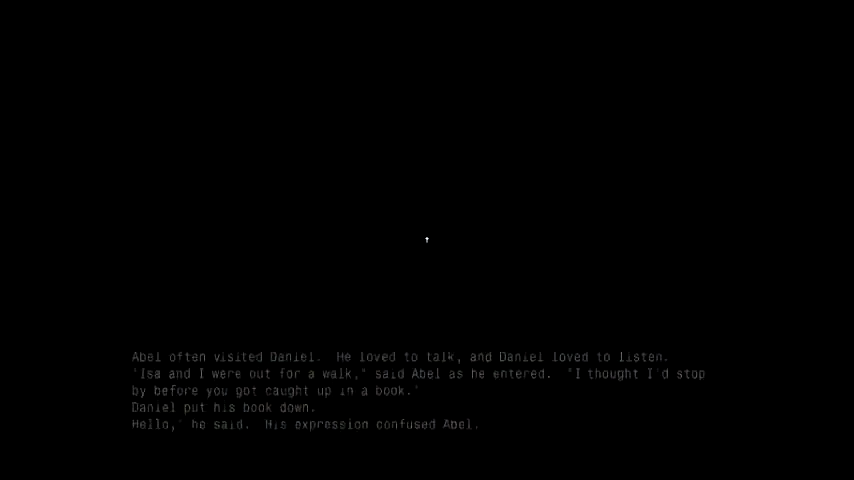 Abel often visited Daniel.  He loved to talk, and Daniel loved to listen.
"Isa and I were out for a walk," said Abel as he entered.  "I thought I'd stop
by before you got caught up in a book."
Daniel put his book down.
Hello," he said.  His expression confused Abel.